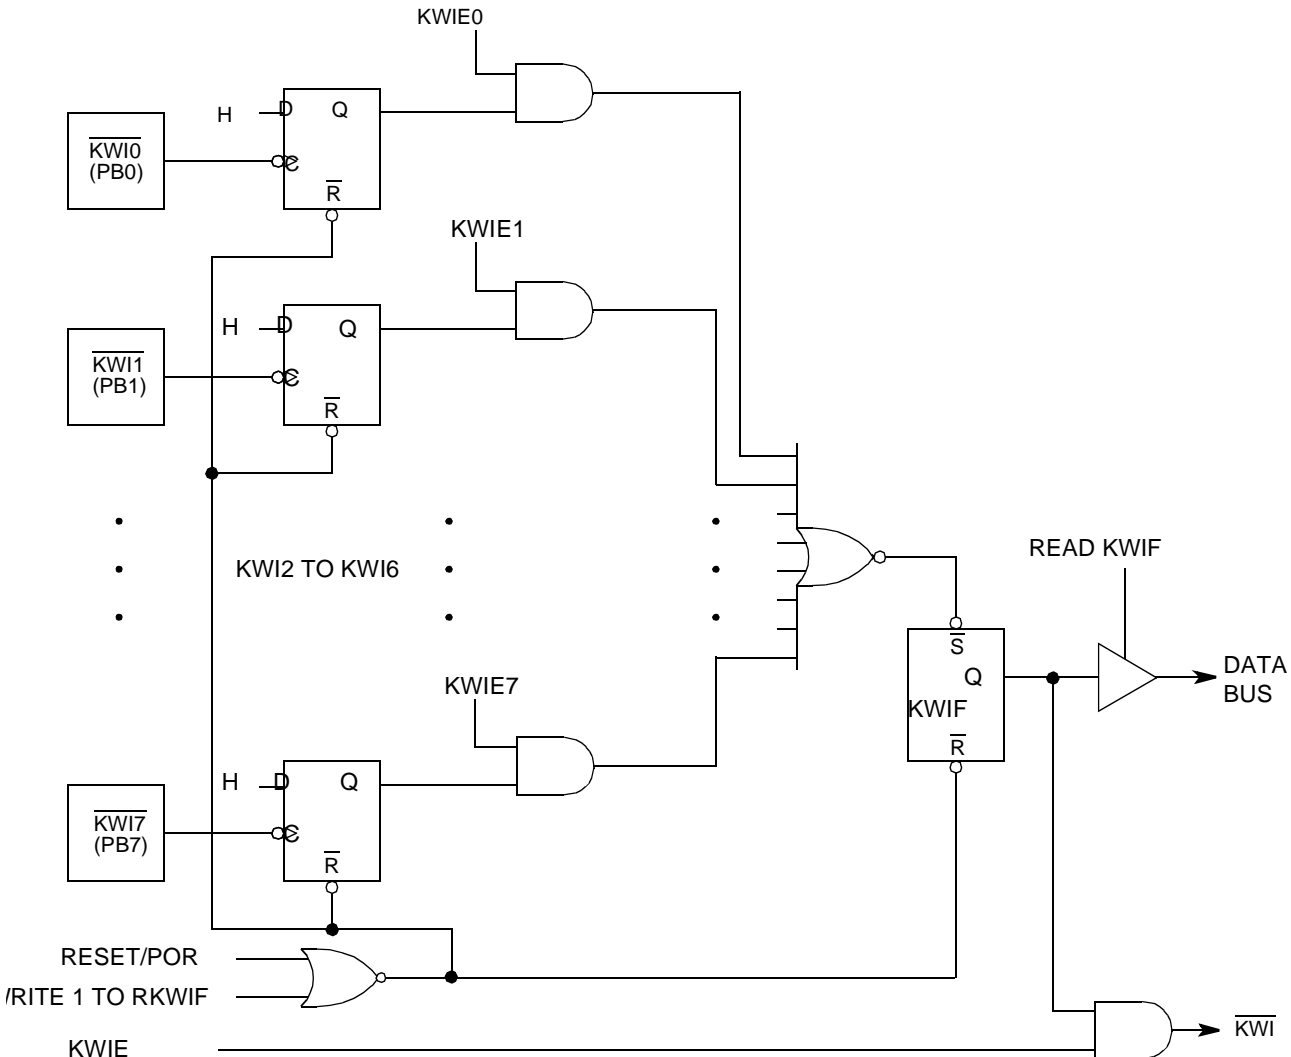 KWIE0
H
D
Q
KWI0
(PB0)
C
R
KWIE1
H
D
Q
KWI1
(PB1)
C
R
KWI2 TO KWI6
READ KWIF
S
Q
KWIF
R
DATA
BUS
KWIE7
H
D
Q
KWI7
(PB7)
C
R
RESET/POR
1 TO RKWIF
KWI
KWIE